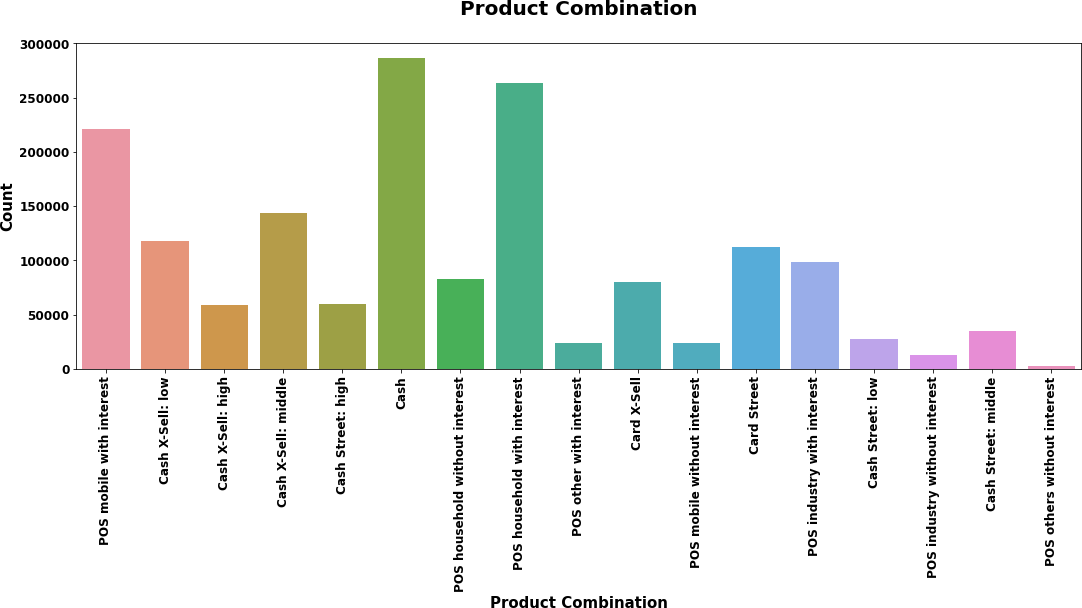 Product Combination
300000
250000
200000
150000
100000
50000
0
Count
POS mobile with interest
Cash X-Sell: low
Cash X-Sell: high
Cash X-Sell: middle
Cash Street: high
Cash
POS household without interest
POS household with interest
POS other with interest
Card X-Sell
POS mobile without interest
Card Street
POS industry with interest
Cash Street: low
POS industry without interest
Cash Street: middle
POS others without interest
Product Combination